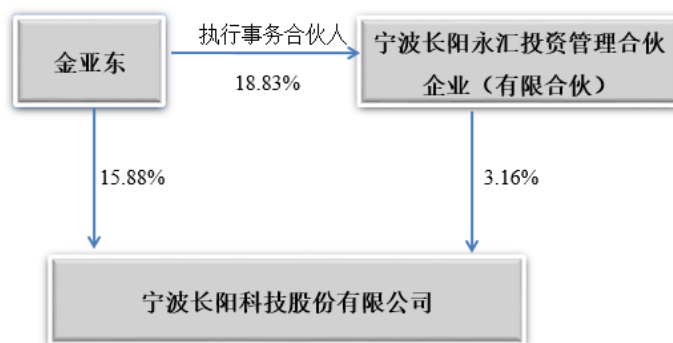 金亚东
执行事务合伙人
18.83%
宁波长阳永汇投资管理合伙
企业（有限合伙）
15.88%
3.16%
宁波长阳科技股份有限公司